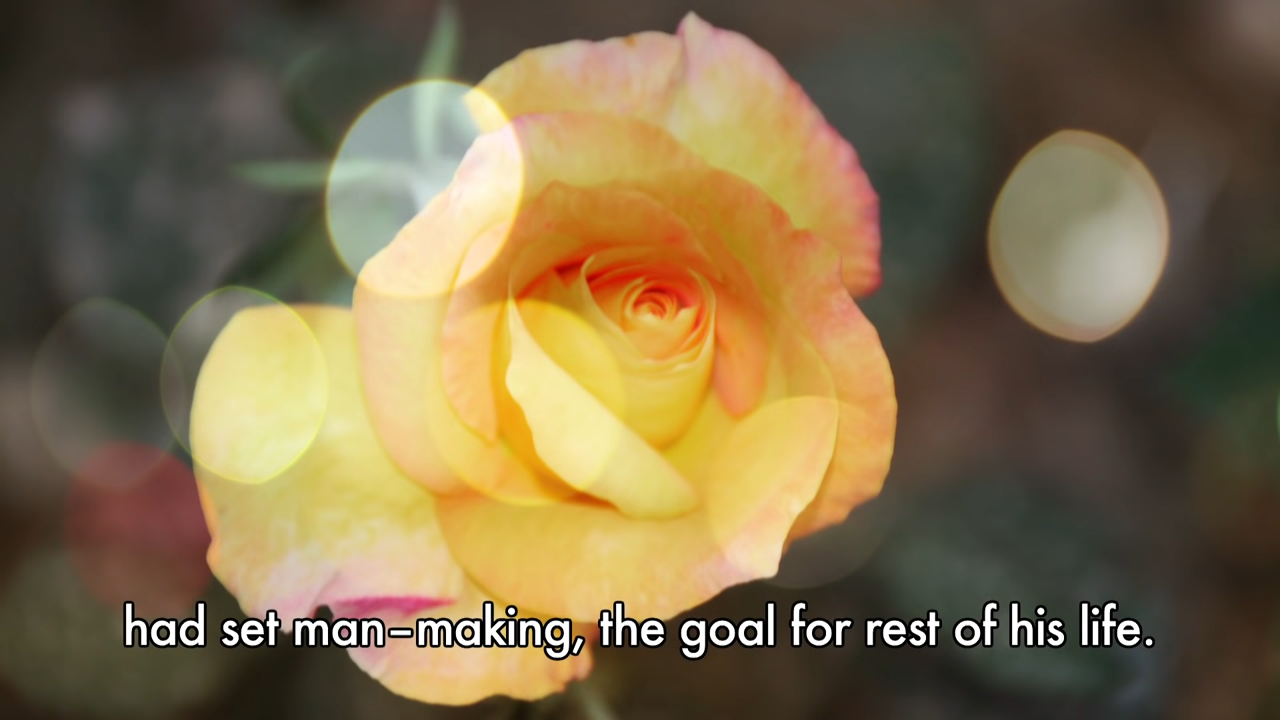 had set man-making, the goal for rest of his life.